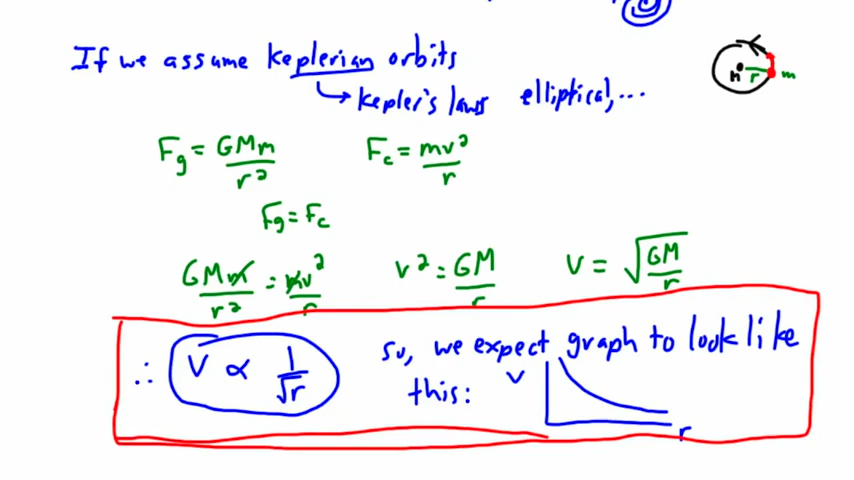 If we assume keplerian orbits
M r m
kepler's laws elliptical,...
Fg = GMm/r² Fc = mv²/r
Fg = Fc
GMm/r² = mv²/r v² = GM/r V = √(GM/r)
∴ V ∝ 1/√r so, we expect graph to look like
this: v
r